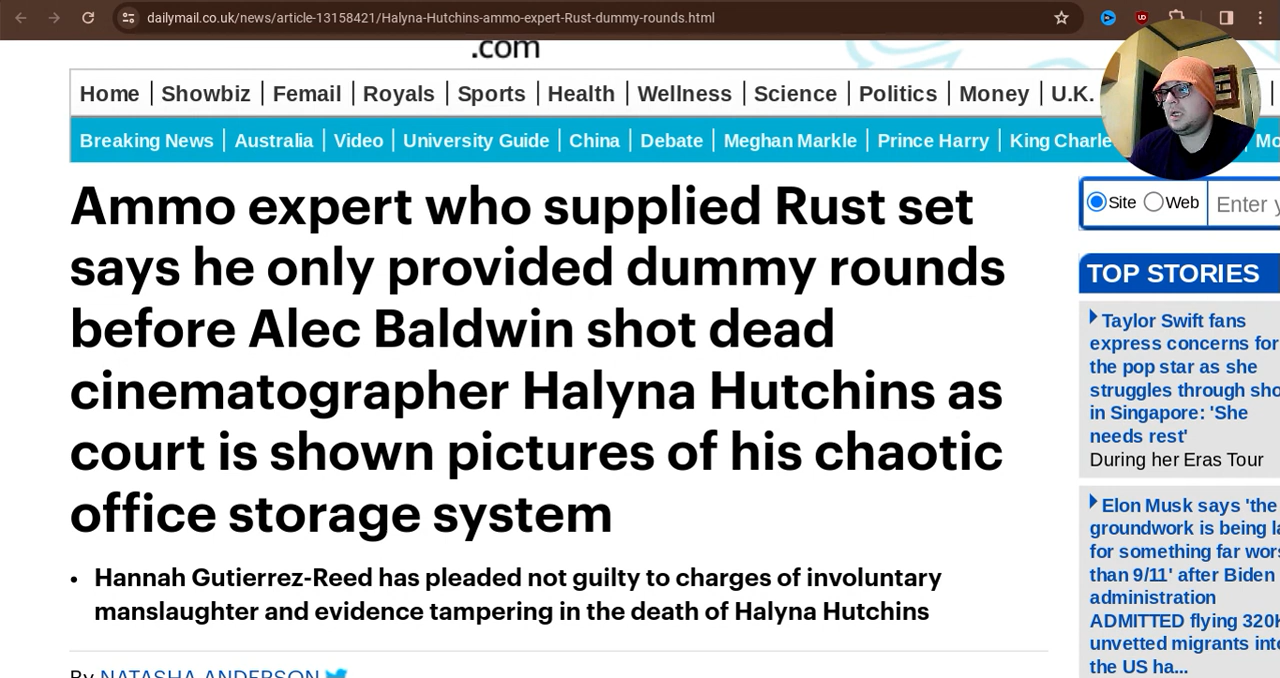 dailymail.co.uk/news/article-13158421/Halyna-Hutchins-ammo-expert-Rust-dummy-rounds.html
.com
Home | Showbiz | Femail | Royals | Sports | Health | Wellness | Science | Politics | Money | U.K.
Breaking News | Australia | Video | University Guide | China | Debate | Meghan Markle | Prince Harry | King Charle Mo
Ammo expert who supplied Rust set
says he only provided dummy rounds
before Alec Baldwin shot dead
cinematographer Halyna Hutchins as
court is shown pictures of his chaotic
office storage system
• Hannah Gutierrez-Reed has pleaded not guilty to charges of involuntary
manslaughter and evidence tampering in the death of Halyna Hutchins
By NATASHA ANDERSON
Site Web Enter y
TOP STORIES
Taylor Swift fans
express concerns for
the pop star as she
struggles through sho
in Singapore: 'She
needs rest'
During her Eras Tour
Elon Musk says 'the
groundwork is being la
for something far wors
than 9/11' after Biden
administration
ADMITTED flying 320K
unvetted migrants into
the US ha...